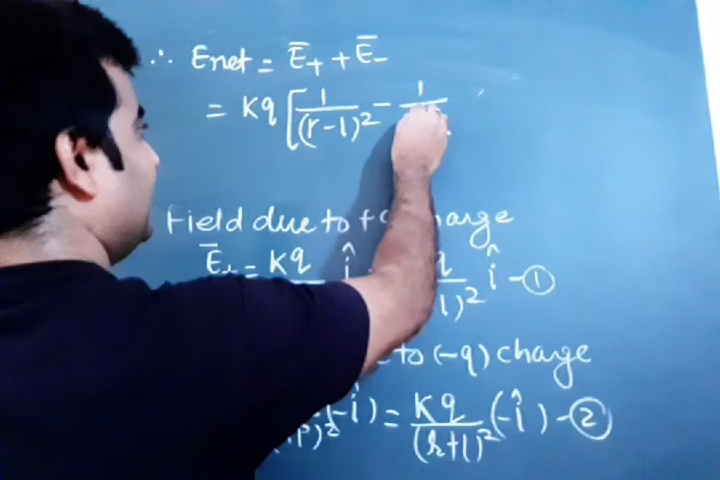 ∴ Enet = E̅₊ + E̅₋
= Kq [ 1/(r-l)² - 1/
Field due to +
E̅₊ = Kq î q/ l)² î - ①
to (-q) charge
(-î) = Kq/(r+l)² (-î) - ②